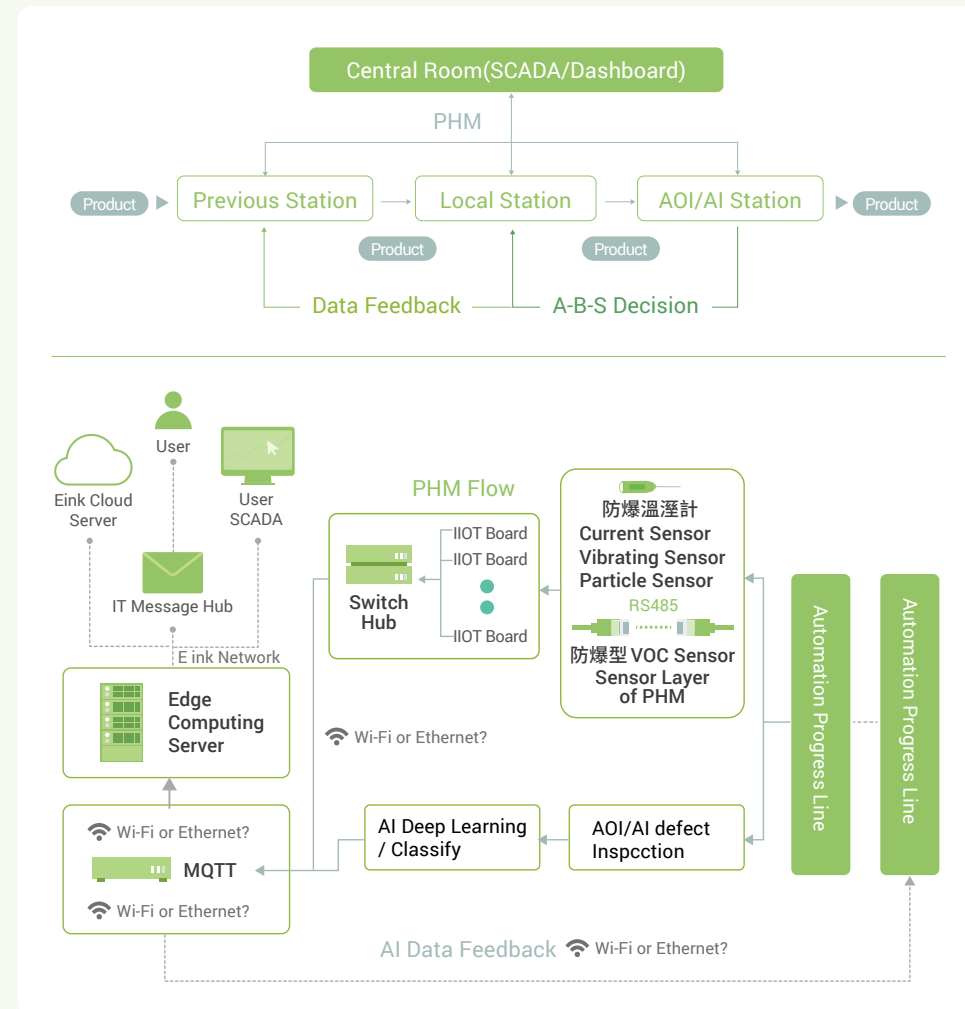 Central Room(SCADA/Dashboard)
PHM
Product
Previous Station
Local Station
AOI/AI Station
Product
Product
Product
Data Feedback
A-B-S Decision
User
Eink Cloud
Server
User
SCADA
IT Message Hub
E ink Network
Edge
Computing
Server
Wi-Fi or Ethernet?
MQTT
Wi-Fi or Ethernet?
PHM Flow
Switch
Hub
IIOT Board
IIOT Board
IIOT Board
防爆溫溼計
Current Sensor
Vibrating Sensor
Particle Sensor
RS485
防爆型 VOC Sensor
Sensor Layer
of PHM
Wi-Fi or Ethernet?
AI Deep Learning
/ Classify
AOI/AI defect
Inspcction
Automation Progress Line
Automation Progress Line
AI Data Feedback
Wi-Fi or Ethernet?